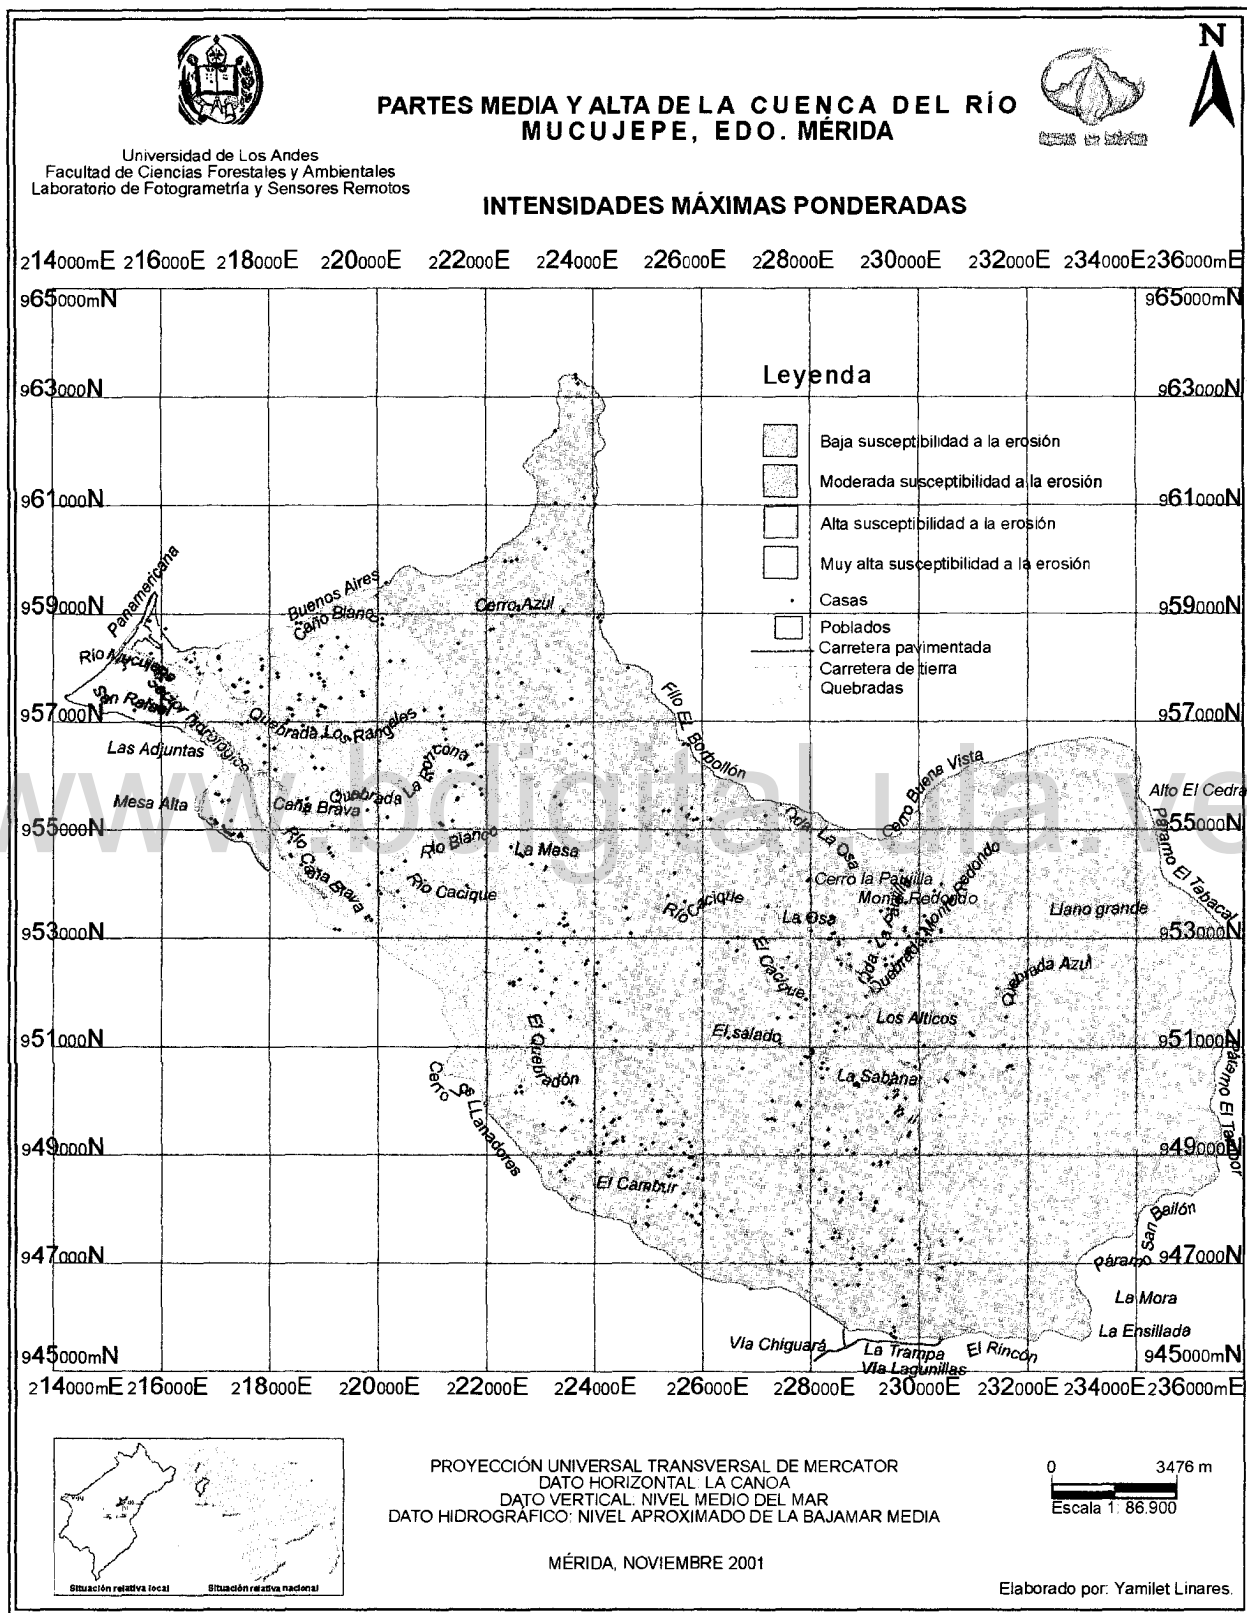 N
PARTES MEDIA Y ALTA DE LA CUENCA DEL RÍO
MUCUJEPE, EDO. MÉRIDA
Universidad de Los Andes
Facultad de Ciencias Forestales y Ambientales
Laboratorio de Fotogrametría y Sensores Remotos
INTENSIDADES MÁXIMAS PONDERADAS
214000mE 216000E 218000E 220000E 222000E 224000E 226000E 228000E 230000E 232000E 234000E 236000mE
965000mN 965000mN
Leyenda
963000N 963000N
Baja susceptibilidad a la erosión
Moderada susceptibilidad a la erosión
961000N 961000N
Alta susceptibilidad a la erosión
Muy alta susceptibilidad a la erosión
Panamericana
Buenos Aires
Casas
959000N Cerro Azul 959000N
Caño Blanco
Poblados
Carretera pavimentada
Carretera de tierra
Quebradas
Río Mucujepe
San Rafael
Sector hidrológico
957000N 957000N
Filo El Borbollón
Quebrada Los Rangeles
Las Adjuntas
Quebrada La Roncona
Cerro Buena Vista
www.bdigital.ula.ve
Alto El Cedral
Mesa Alta
Caña Brava
955000N 955000N
Páramo El Tabacal
Qda. La Osa
Río Blanco
La Mesa
Río Caña Brava
Río Cacique
Cerro la Palmilla
Monte Redondo
Río Cacique
La Osa
Llano grande
953000N 953000N
Quebrada Monte Redondo
El Cacique
Quebrada Azul
Los Alticos
El Quebradón
El salado
951000N 951000N
La Sabana
Cerro Los LLanadores
949000N 949000N
El Cambur
Páramo San Bailón
947000N 947000N
La Mora
La Ensillada
Vía Chiguará
La Trampa
El Rincón
945000mN 945000mN
Vía Lagunillas
214000mE 216000E 218000E 220000E 222000E 224000E 226000E 228000E 230000E 232000E 234000E 236000mE
PROYECCIÓN UNIVERSAL TRANSVERSAL DE MERCATOR
DATO HORIZONTAL: LA CANOA
DATO VERTICAL: NIVEL MEDIO DEL MAR
DATO HIDROGRÁFICO: NIVEL APROXIMADO DE LA BAJAMAR MEDIA
0 3476 m
Escala 1: 86.900
MÉRIDA, NOVIEMBRE 2001
Situación relativa local
Situación relativa nacional
Elaborado por: Yamilet Linares.